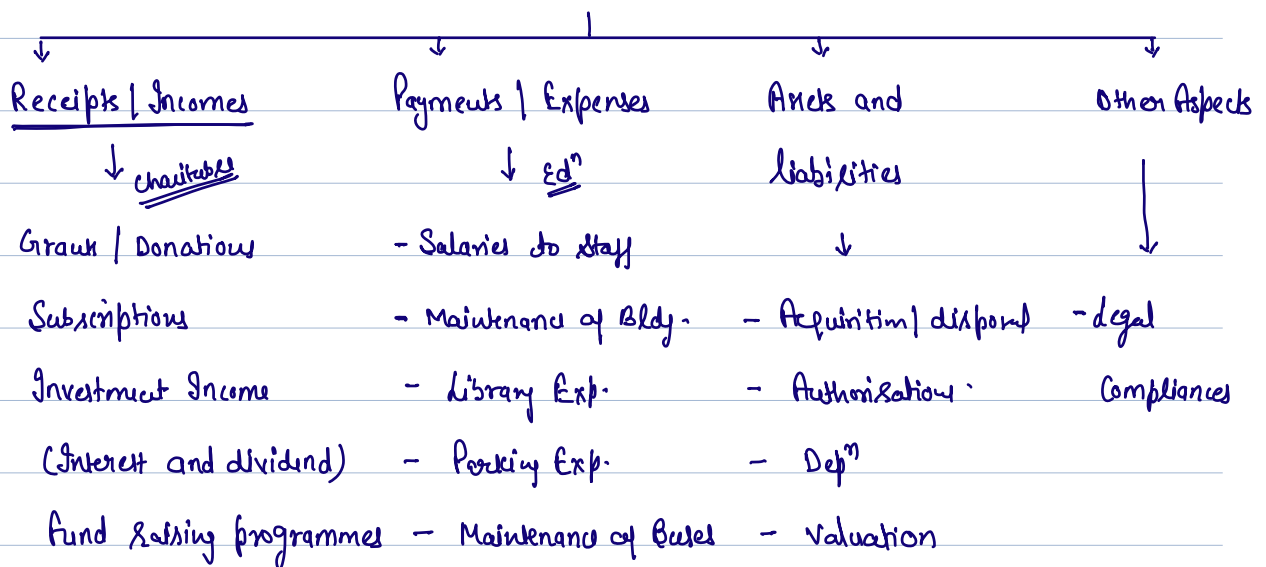 Receipts | Incomes Payments | Expenses Assets and Other Aspects
Charitable Edⁿ liabilities
Grants | Donations - Salaries to Staff
Subscriptions - Maintenance of Bldg. - Acquisition | disposal - Legal
Investment Income - Library Exp. - Authorisation. Compliances
(Interest and dividend) - Parking Exp. - Depⁿ
fund raising programmes - Maintenance of Buses - Valuation